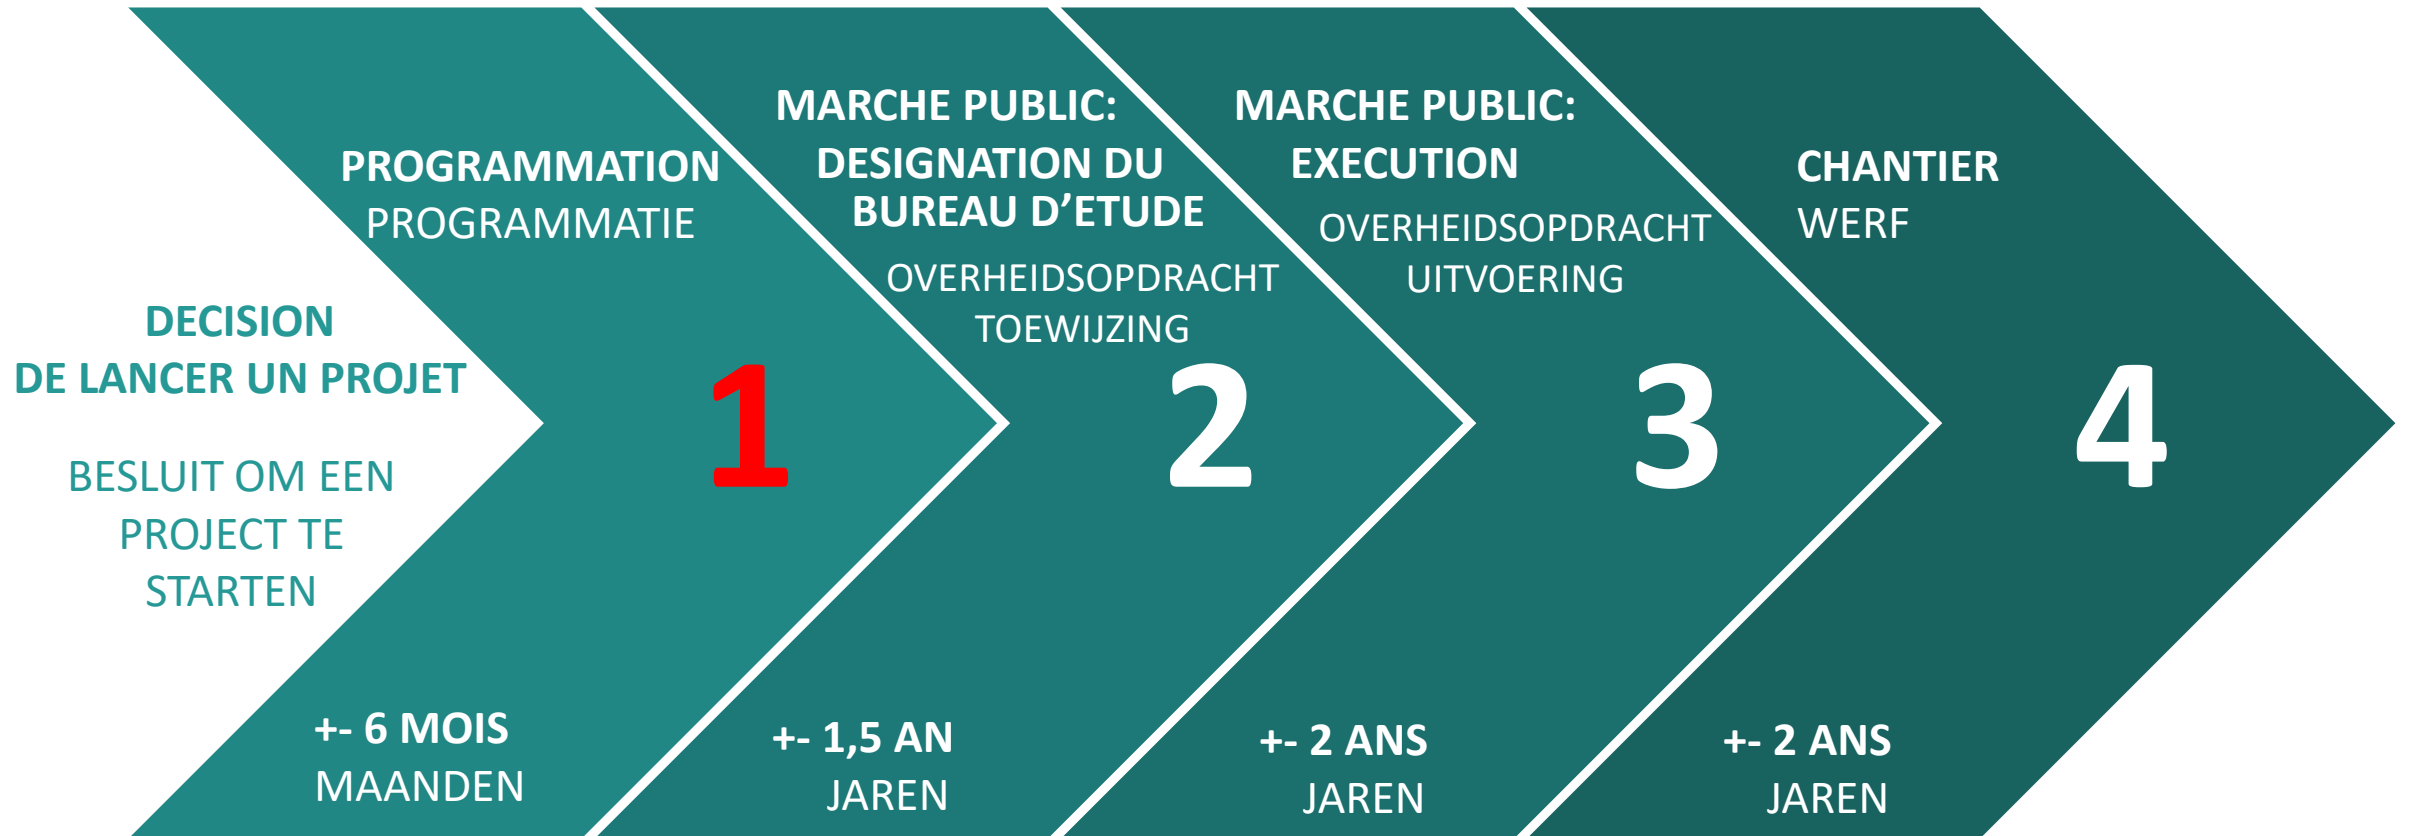 DECISION
DE LANCER UN PROJET
BESLUIT OM EEN
PROJECT TE
STARTEN
PROGRAMMATION
PROGRAMMATIE
1
+- 6 MOIS
MAANDEN
MARCHE PUBLIC:
DESIGNATION DU
BUREAU D’ETUDE
OVERHEIDSOPDRACHT
TOEWIJZING
2
+- 1,5 AN
JAREN
MARCHE PUBLIC:
EXECUTION
OVERHEIDSOPDRACHT
UITVOERING
3
+- 2 ANS
JAREN
CHANTIER
WERF
4
+- 2 ANS
JAREN